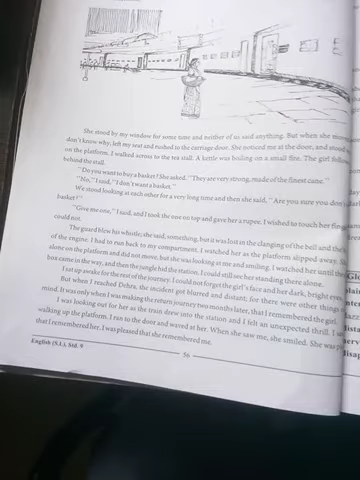 She stood by my window for some time and neither of us said anything. But when she moved
don't know why, left my seat and rushed to the carriage door. She noticed me at the door, and stood
on the platform. I walked across to the tea stall. A kettle was boiling on a small fire. The girl
behind the stall.
"Do you want to buy a basket? She asked. "They are very strong, made of the finest cane."
"No," I said, "I don't want a basket."
We stood looking at each other for a very long time and then she said, "Are you sure you don't
basket?"
"Give me one," I said, and I took the one on top and gave her a rupee. I wished to touch her fingers
could not.
The guard blew his whistle; she said, something, but it was lost in the clanging of the bell and the
of the engine. I had to run back to my compartment. I watched her as the platform slipped away.
alone on the platform and did not move, but she was looking at me and smiling. I watched her until the
box came in the way, and then the jungle hid the station. I could still see her standing there alone.
I sat up awake for the rest of the journey. I could not forget the girl's face and her dark, bright eyes
But when I reached Dehra, the incident got blurred and distant, for there were other things
mind. It was only when I was making the return journey two months later, that I remembered the girl.
I was looking out for her as the train drew into the station and I felt an unexpected thrill.
walking up the platform. I ran to the door and waved at her. When she saw me, she smiled. She was
that I remembered her. I was pleased that she remembered me.
English (S.L.), Std. 9
56